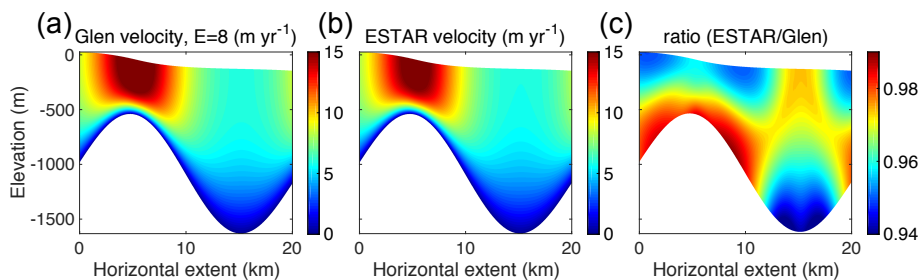 (a) (b) (c)
Glen velocity, E=8 (m yr⁻¹) ESTAR velocity (m yr⁻¹) ratio (ESTAR/Glen)
0 15 15
-500 10 10 0.98
-1000 5 5 0.96
-1500 0 0 0.94
Elevation (m)
0 10 20 0 10 20 0 10 20
Horizontal extent (km) Horizontal extent (km) Horizontal extent (km)